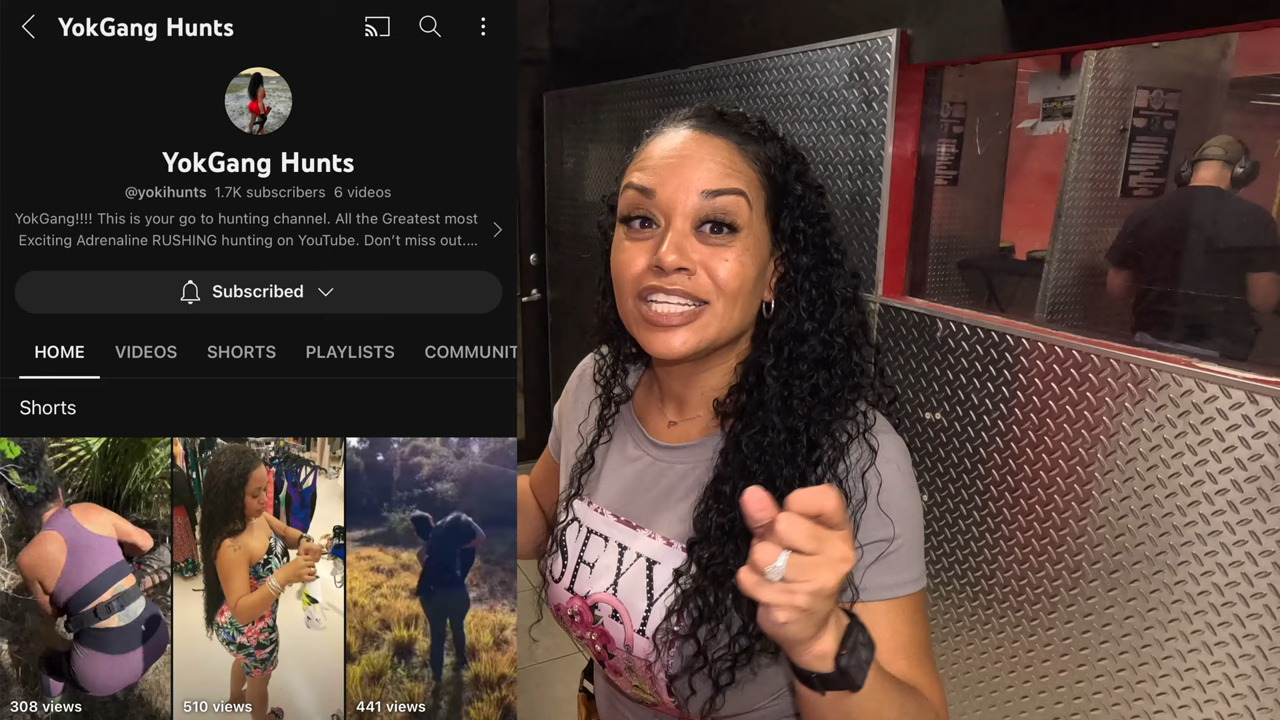 YokGang Hunts
YokGang Hunts
@yokihunts 1.7K subscribers 6 videos
YokGang!!!! This is your go to hunting channel. All the Greatest most
Exciting Adrenaline RUSHING hunting on YouTube. Don't miss out....
Subscribed
HOME VIDEOS SHORTS PLAYLISTS COMMUNIT
Shorts
308 views 510 views 441 views
SEXY